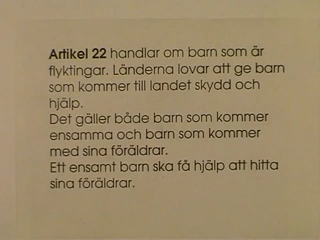 Artikel 22 handlar om barn som är
flyktingar. Länderna lovar att ge barn
som kommer till landet skydd och
hjälp.
Det gäller både barn som kommer
ensamma och barn som kommer
med sina föräldrar.
Ett ensamt barn ska få hjälp att hitta
sina föräldrar.